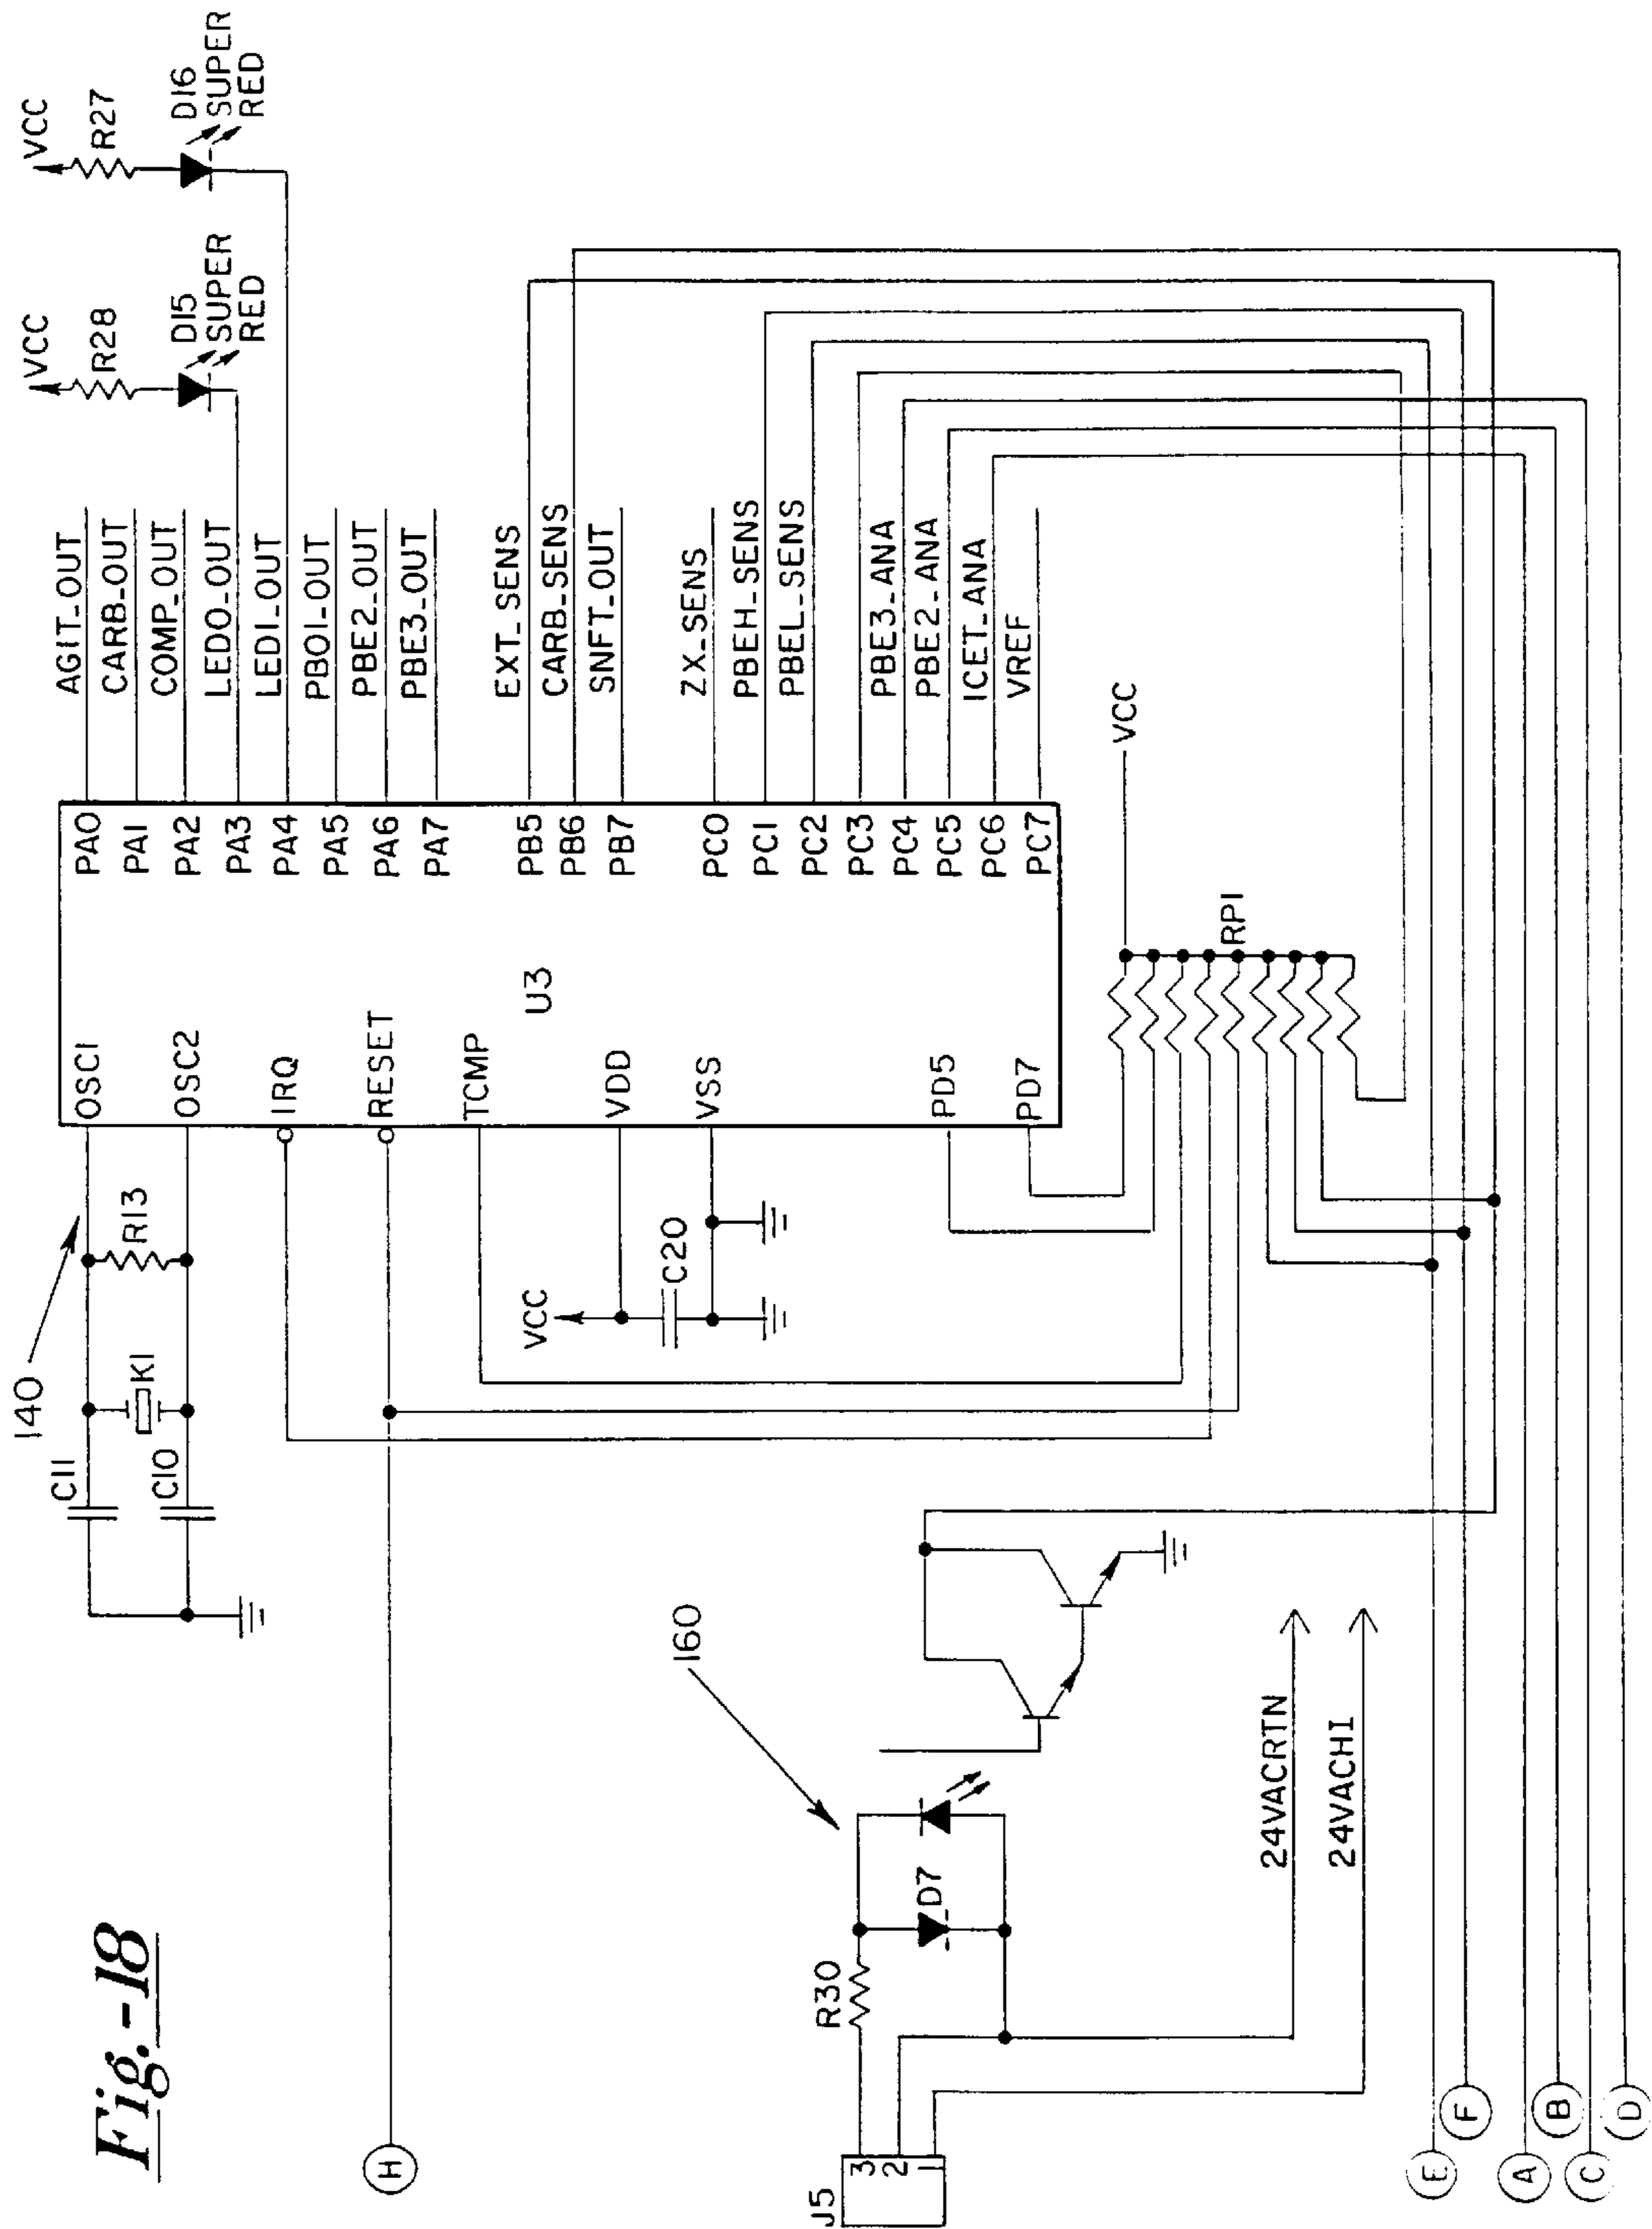 Fig.-18
140
C11
C10
K1
R13
OSC1
OSC2
IRQ
RESET
TCMP
VDD
VSS
PD5
PD7
U3
PA0
PA1
PA2
PA3
PA4
PA5
PA6
PA7
PB5
PB6
PB7
PC0
PC1
PC2
PC3
PC4
PC5
PC6
PC7
AGIT_OUT
CARB_OUT
COMP_OUT
LED0_OUT
LED1_OUT
PBO1_OUT
PBE2_OUT
PBE3_OUT
EXT_SENS
CARB_SENS
SNFT_OUT
ZX_SENS
PBEH_SENS
PBEL_SENS
PBE3_ANA
PBE2_ANA
ICET_ANA
VREF
VCC
R28
D15
SUPER
RED
VCC
R27
D16
SUPER
RED
VCC
C20
VCC
RP1
160
J5
3
2
1
R30
D7
24VACRTN
24VACHI
H
E
F
A
B
C
D